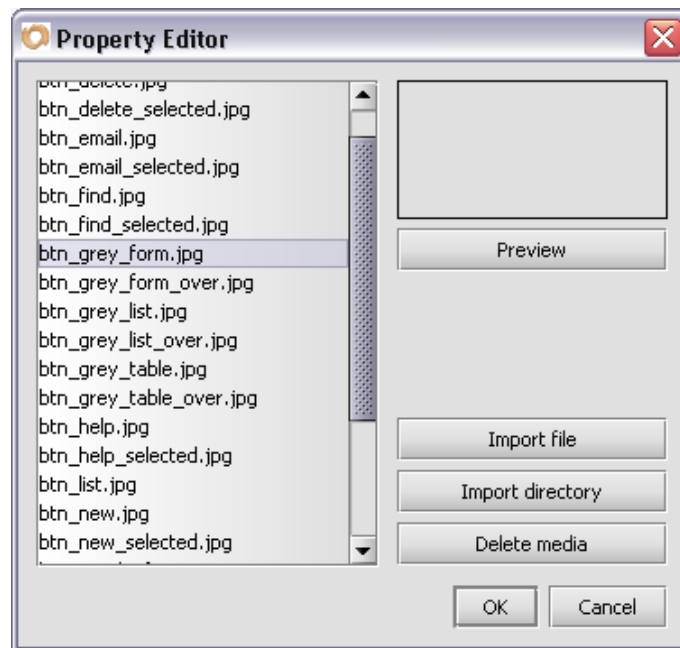 Property Editor
btn_delete.jpg
btn_delete_selected.jpg
btn_email.jpg
btn_email_selected.jpg
btn_find.jpg
btn_find_selected.jpg
btn_grey_form.jpg
btn_grey_form_over.jpg
btn_grey_list.jpg
btn_grey_list_over.jpg
btn_grey_table.jpg
btn_grey_table_over.jpg
btn_help.jpg
btn_help_selected.jpg
btn_list.jpg
btn_new.jpg
btn_new_selected.jpg
Preview
Import file
Import directory
Delete media
OK Cancel